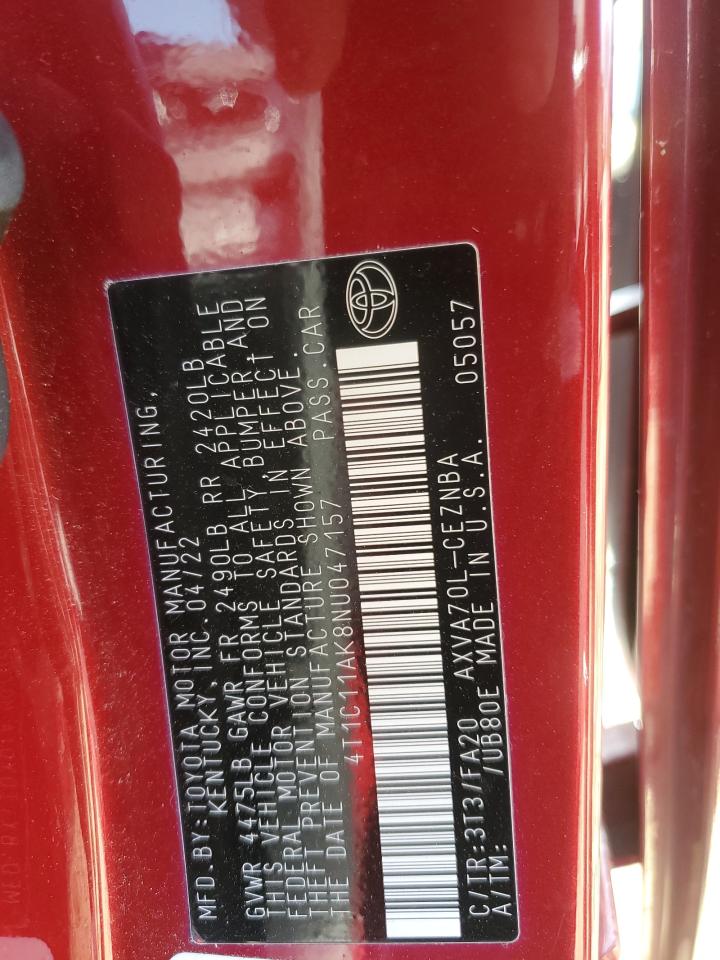 MFD.BY:TOYOTA MOTOR MANUFACTURING,
KENTUCKY, INC. 04/22
GVWR 4475LB GAWR FR 2490LB RR 2420LB
THIS VEHICLE CONFORMS TO ALL APPLICABLE
FEDERAL MOTOR VEHICLE SAFETY, BUMPER, AND
THEFT PREVENTION STANDARDS IN EFFECT ON
THE DATE OF MANUFACTURE SHOWN ABOVE.
4T1C11AK8NU047157 PASS.CAR
C/TR:3T3/FA20 AXVA70L-CEZNBA 05057
A/TM: /UB80E MADE IN U.S.A.